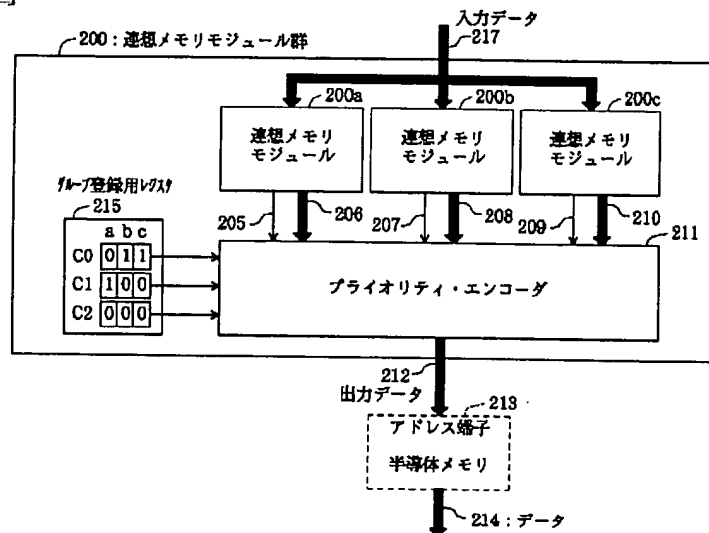 入力データ
217
200：連想メモリモジュール群
200a
200b
200c
連想メモリ
モジュール
連想メモリ
モジュール
連想メモリ
モジュール
グループ登録用レクスタ
215
a b c
C0 0 1 1
C1 1 0 0
C2 0 0 0
205
206
207
208
209
210
211
プライオリティ・エンコーダ
212
出力データ
213
アドレス端子
半導体メモリ
214：データ